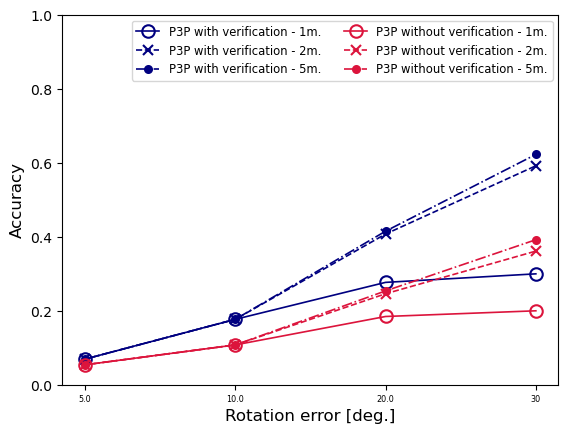 1.0
P3P with verification - 1m.
P3P with verification - 2m.
P3P with verification - 5m.
P3P without verification - 1m.
P3P without verification - 2m.
P3P without verification - 5m.
0.8
0.6
0.4
0.2
0.0
Accuracy
5.0 10.0 20.0 30
Rotation error [deg.]